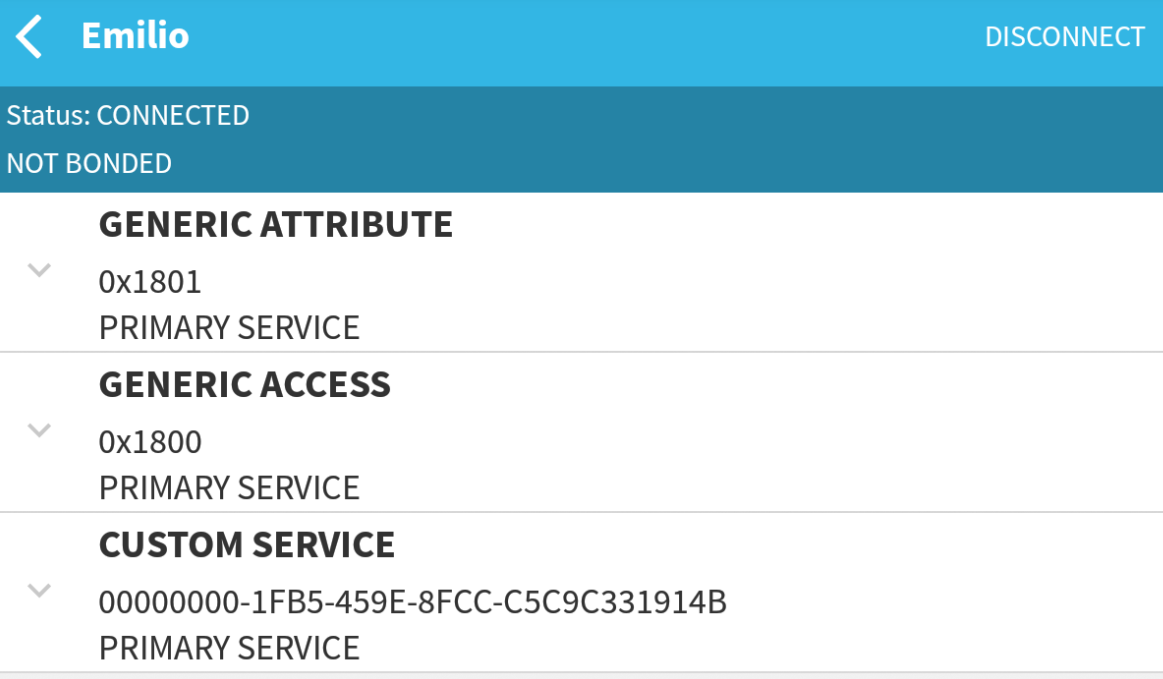 Emilio DISCONNECT
Status: CONNECTED
NOT BONDED
GENERIC ATTRIBUTE
0x1801
PRIMARY SERVICE
GENERIC ACCESS
0x1800
PRIMARY SERVICE
CUSTOM SERVICE
00000000-1FB5-459E-8FCC-C5C9C331914B
PRIMARY SERVICE